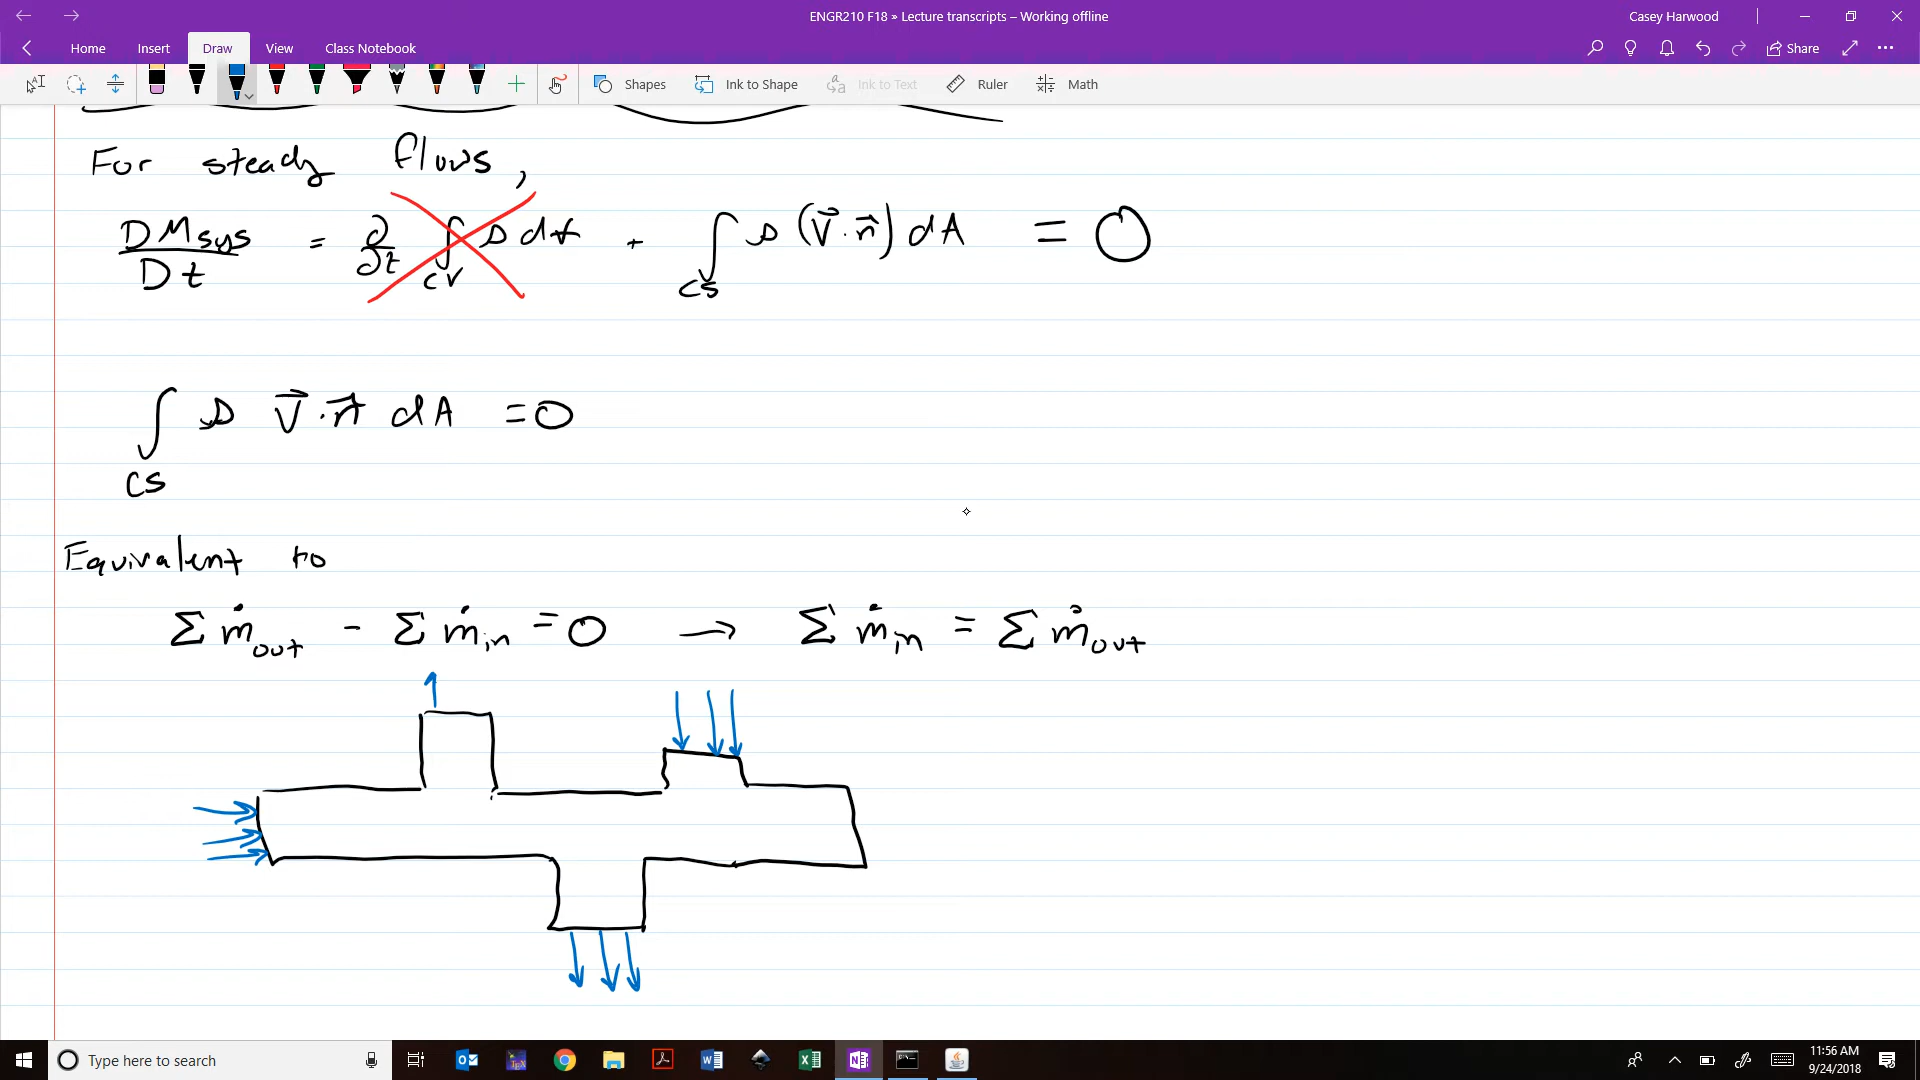 ENGR210 F18 » Lecture transcripts – Working offline
Casey Harwood
Home Insert Draw View Class Notebook
Share
Shapes Ink to Shape Ink to Text Ruler Math
For steady flows,
DMsys/Dt = ∂/∂t ∫cv ρ dV + ∫cs ρ (V⃗·n⃗) dA = 0
∫cs ρ V⃗·n⃗ dA = 0
Equivalent to
Σ ṁout - Σ ṁin = 0 → Σ ṁin = Σ ṁout
Type here to search
11:56 AM
9/24/2018